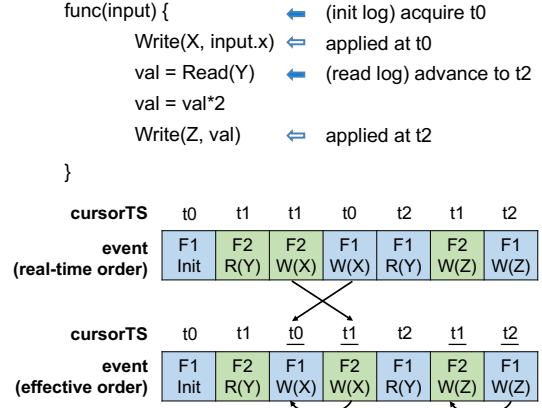 func(input) {
(init log) acquire t0
Write(X, input.x)
applied at t0
val = Read(Y)
(read log) advance to t2
val = val*2
Write(Z, val)
applied at t2
}
cursorTS t0 t1 t1 t0 t2 t1 t2
event F1 F2 F2 F1 F1 F2 F1
(real-time order) Init R(Y) W(X) W(X) R(Y) W(Z) W(Z)
cursorTS t0 t1 t0 t1 t2 t1 t2
event F1 F2 F1 F2 F1 F2 F1
(effective order) Init R(Y) W(X) W(X) R(Y) W(Z) W(Z)